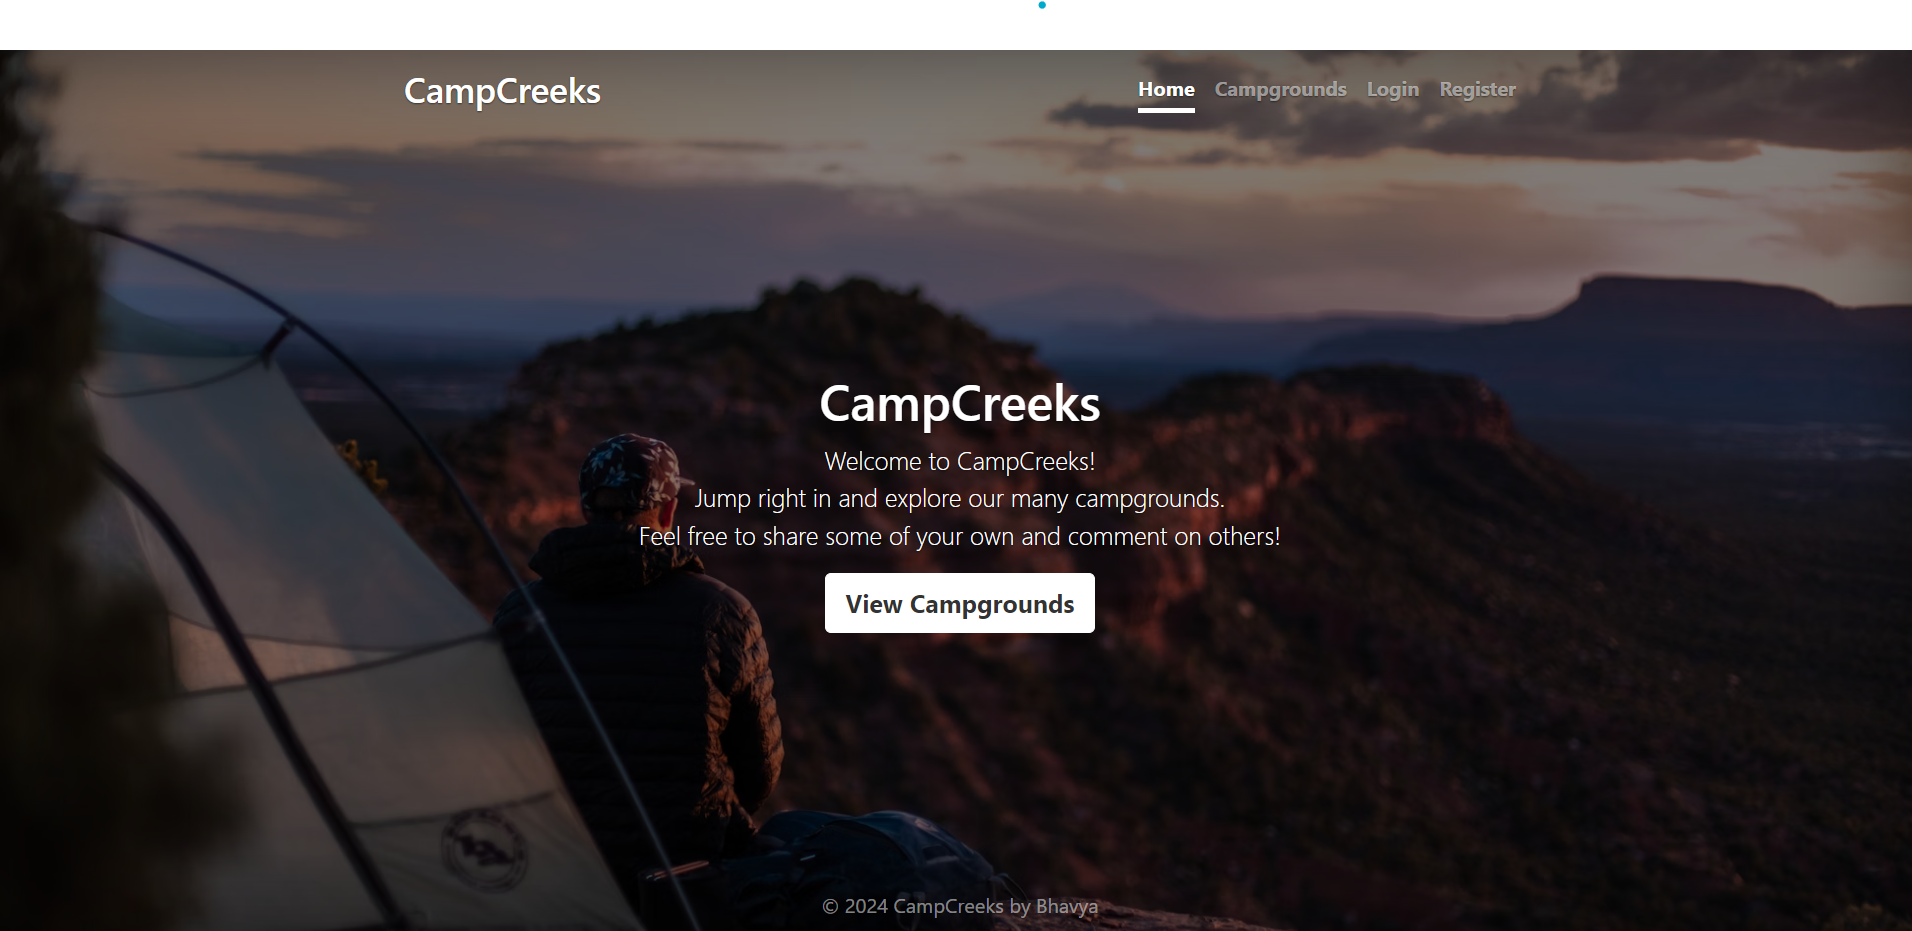 CampCreeks
Home Campgrounds Login Register
CampCreeks
Welcome to CampCreeks!
Jump right in and explore our many campgrounds.
Feel free to share some of your own and comment on others!
View Campgrounds
© 2024 CampCreeks by Bhavya